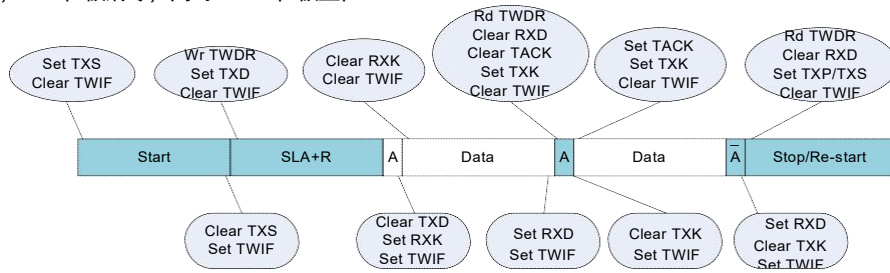 Set TXS
Clear TWIF
Wr TWDR
Set TXD
Clear TWIF
Clear RXK
Clear TWIF
Rd TWDR
Clear RXD
Clear TACK
Set TXK
Clear TWIF
Set TACK
Set TXK
Clear TWIF
Rd TWDR
Clear RXD
Set TXP/TXS
Clear TWIF
Start
SLA+R
A
Data
A
Data
A̅
Stop/Re-start
Clear TXS
Set TWIF
Clear TXD
Set RXK
Set TWIF
Set RXD
Set TWIF
Clear TXK
Set TWIF
Set RXD
Clear TXK
Set TWIF